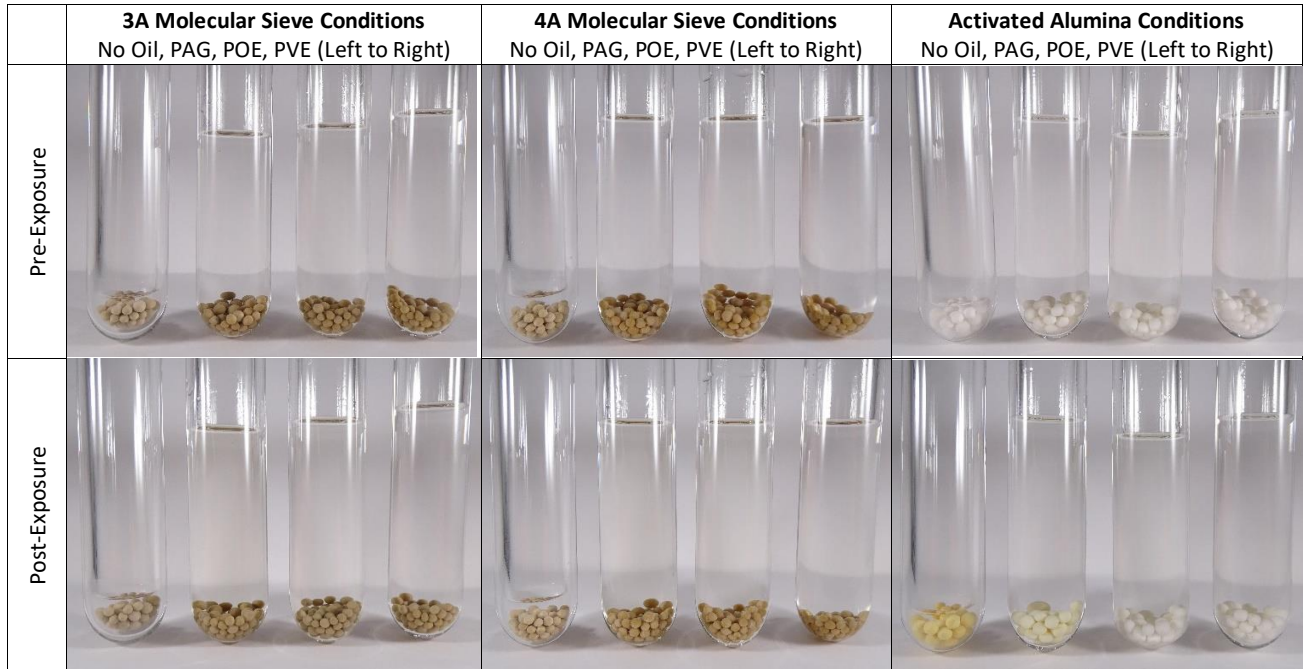 3A Molecular Sieve Conditions
No Oil, PAG, POE, PVE (Left to Right)
4A Molecular Sieve Conditions
No Oil, PAG, POE, PVE (Left to Right)
Activated Alumina Conditions
No Oil, PAG, POE, PVE (Left to Right)
Pre-Exposure
Post-Exposure